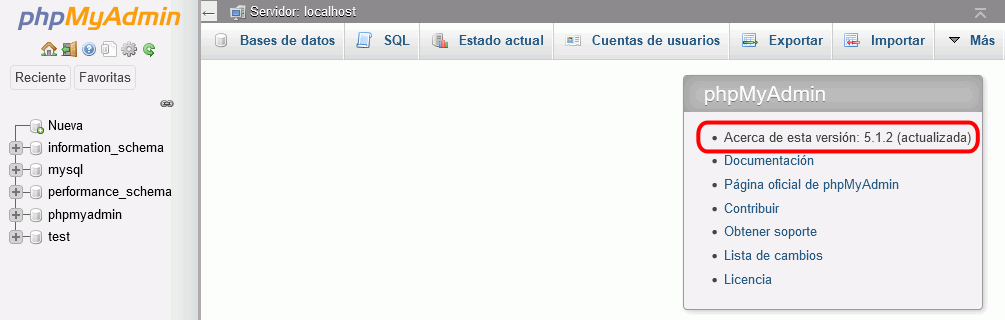 phpMyAdmin
Reciente Favoritas
Nueva
information_schema
mysql
performance_schema
phpmyadmin
test
Servidor: localhost
Bases de datos SQL Estado actual Cuentas de usuarios Exportar Importar Más
phpMyAdmin
Acerca de esta versión: 5.1.2 (actualizada)
Documentación
Página oficial de phpMyAdmin
Contribuir
Obtener soporte
Lista de cambios
Licencia